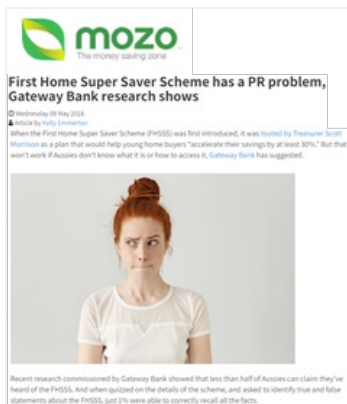 mozo
The money saving zone
First Home Super Saver Scheme has a PR problem,
Gateway Bank research shows
Wednesday 09 May 2018
Article by Kelly Emmerton
When the First Home Super Saver Scheme (FHSSS) was first introduced, it was touted by Treasurer Scott
Morrison as a plan that would help young home buyers "accelerate their savings by at least 30%." But that
won't work if Aussies don't know what it is or how to access it, Gateway Bank has suggested.
Recent research commissioned by Gateway Bank showed that less than half of Aussies can claim they've
heard of the FHSSS. And when quizzed on the details of the scheme, and asked to identify true and false
statements about the FHSSS, just 1% were able to correctly recall all the facts.